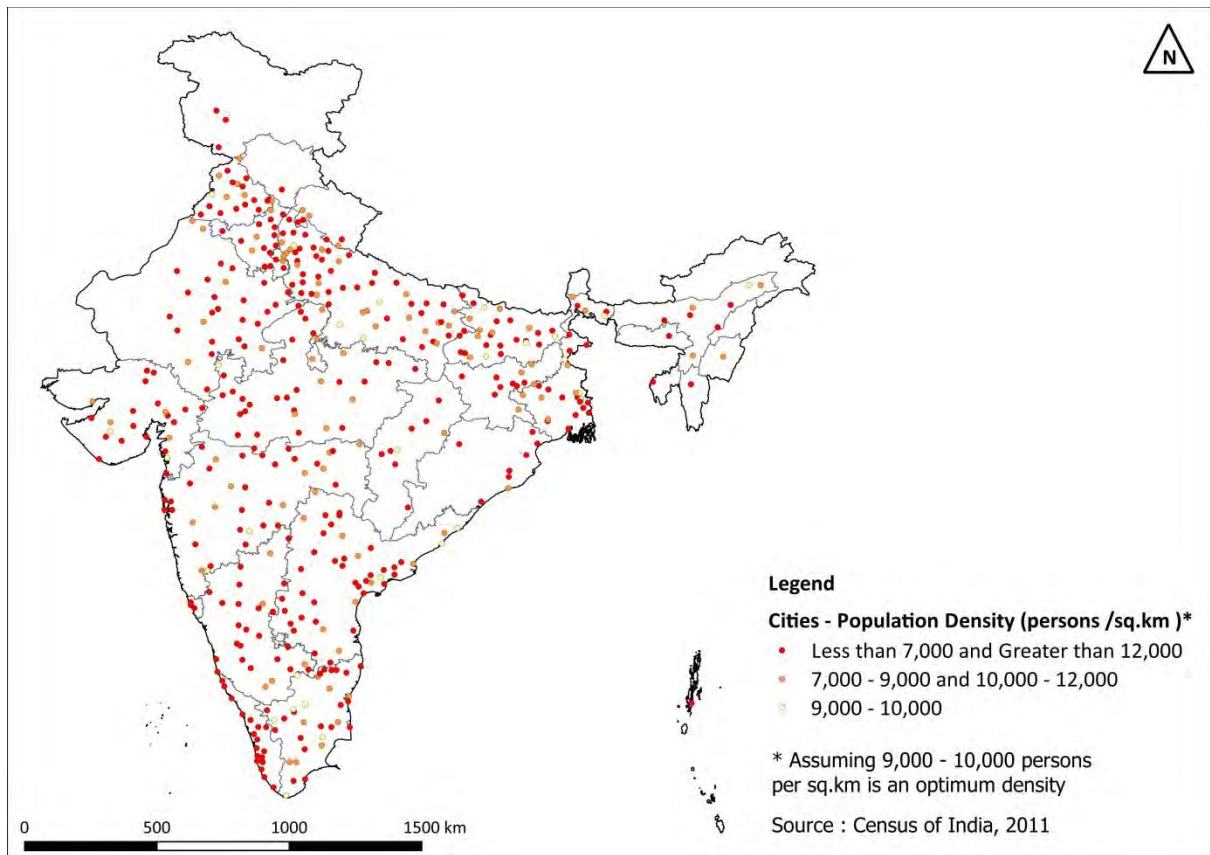 N
Legend
Cities - Population Density (persons /sq.km )*
Less than 7,000 and Greater than 12,000
7,000 - 9,000 and 10,000 - 12,000
9,000 - 10,000
* Assuming 9,000 - 10,000 persons
per sq.km is an optimum density
Source : Census of India, 2011
0 500 1000 1500 km